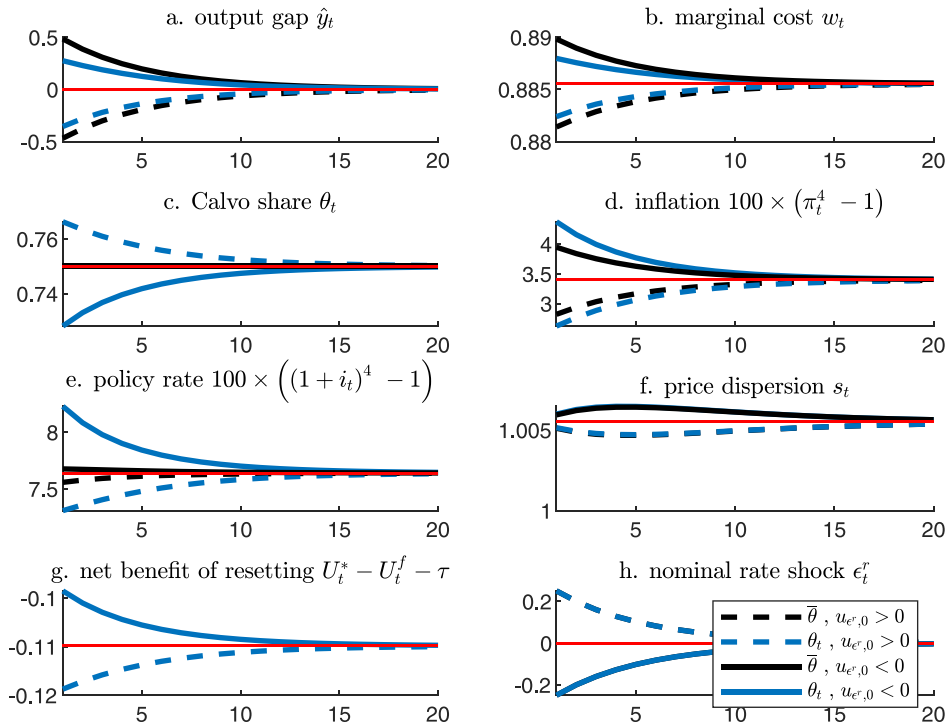 a. output gap ŷ_t
b. marginal cost w_t
0.5
0
-0.5
5 10 15 20
0.89
0.885
0.88
5 10 15 20
c. Calvo share θ_t
d. inflation 100 × (π_t^4 − 1)
0.76
0.74
5 10 15 20
4
3.5
3
5 10 15 20
e. policy rate 100 × ((1 + i_t)^4 − 1)
f. price dispersion s_t
8
7.5
5 10 15 20
1.005
1
5 10 15 20
g. net benefit of resetting U_t^* − U_t^f − τ
h. nominal rate shock ϵ_t^r
-0.1
-0.11
-0.12
5 10 15 20
0.2
0
-0.2
5 10 15 20
θ̅ , u_{ϵ^r,0} > 0
θ_t , u_{ϵ^r,0} > 0
θ̅ , u_{ϵ^r,0} < 0
θ_t , u_{ϵ^r,0} < 0